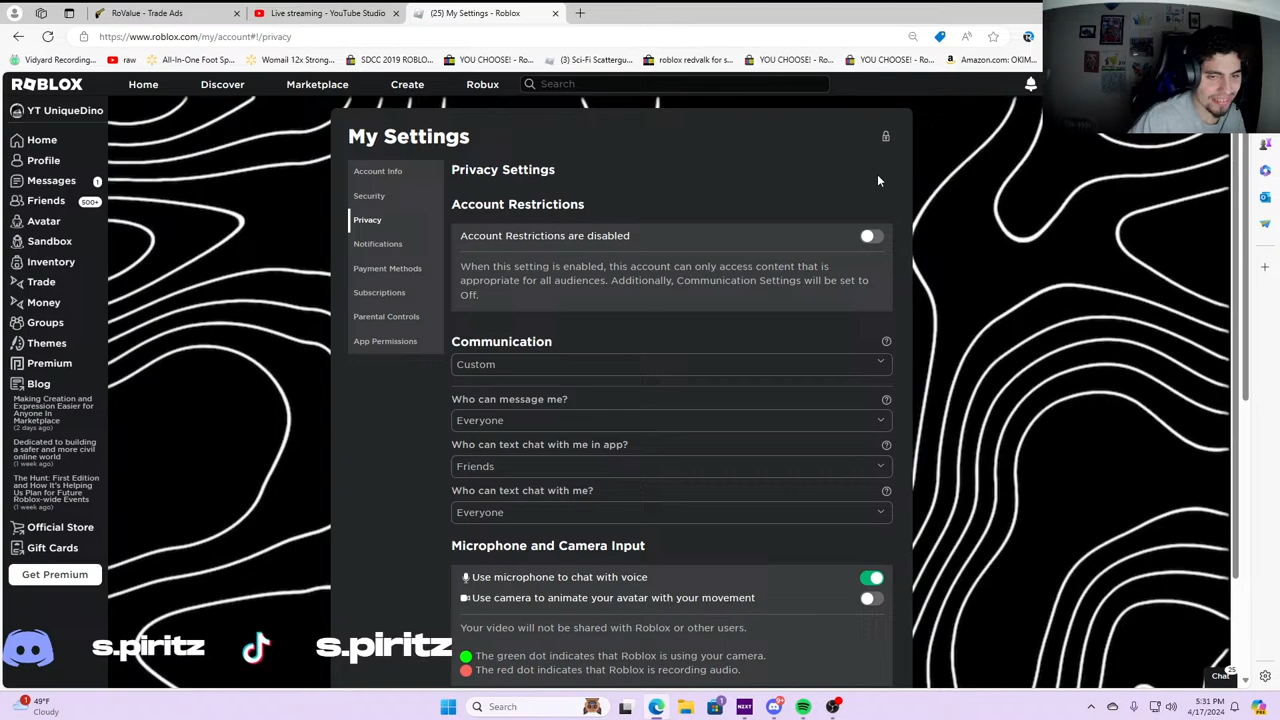 RoValue - Trade Ads
Live streaming - YouTube Studio
(25) My Settings - Roblox
https://www.roblox.com/my/account#!/privacy
Vidyard Recording...
raw
All-In-One Foot Sp...
Womail 12x Strong...
SDCC 2019 ROBLO...
YOU CHOOSE! - Ro...
(3) Sci-Fi Scattergu...
roblox redvalk for s...
YOU CHOOSE! - Ro...
YOU CHOOSE! - Ro...
Amazon.com: OKIM...
ROBLOX
Home
Discover
Marketplace
Create
Robux
Search
YT UniqueDino
Home
Profile
Messages
1
Friends
500+
Avatar
Sandbox
Inventory
Trade
Money
Groups
Themes
Premium
Blog
Making Creation and
Expression Easier for
Anyone In
Marketplace
(2 days ago)
Dedicated to building
a safer and more civil
online world
(1 week ago)
The Hunt: First Edition
and How It's Helping
Us Plan for Future
Roblox-wide Events
(1 week ago)
Official Store
Gift Cards
Get Premium
My Settings
Account Info
Security
Privacy
Notifications
Payment Methods
Subscriptions
Parental Controls
App Permissions
Privacy Settings
Account Restrictions
Account Restrictions are disabled
When this setting is enabled, this account can only access content that is
appropriate for all audiences. Additionally, Communication Settings will be set to
Off.
Communication
Custom
Who can message me?
Everyone
Who can text chat with me in app?
Friends
Who can text chat with me?
Everyone
Microphone and Camera Input
Use microphone to chat with voice
Use camera to animate your avatar with your movement
Your video will not be shared with Roblox or other users.
The green dot indicates that Roblox is using your camera.
The red dot indicates that Roblox is recording audio.
s.piritz
s.piritz
Chat
25
1
49°F
Cloudy
Search
1
NZXT
9+
5:31 PM
4/17/2024